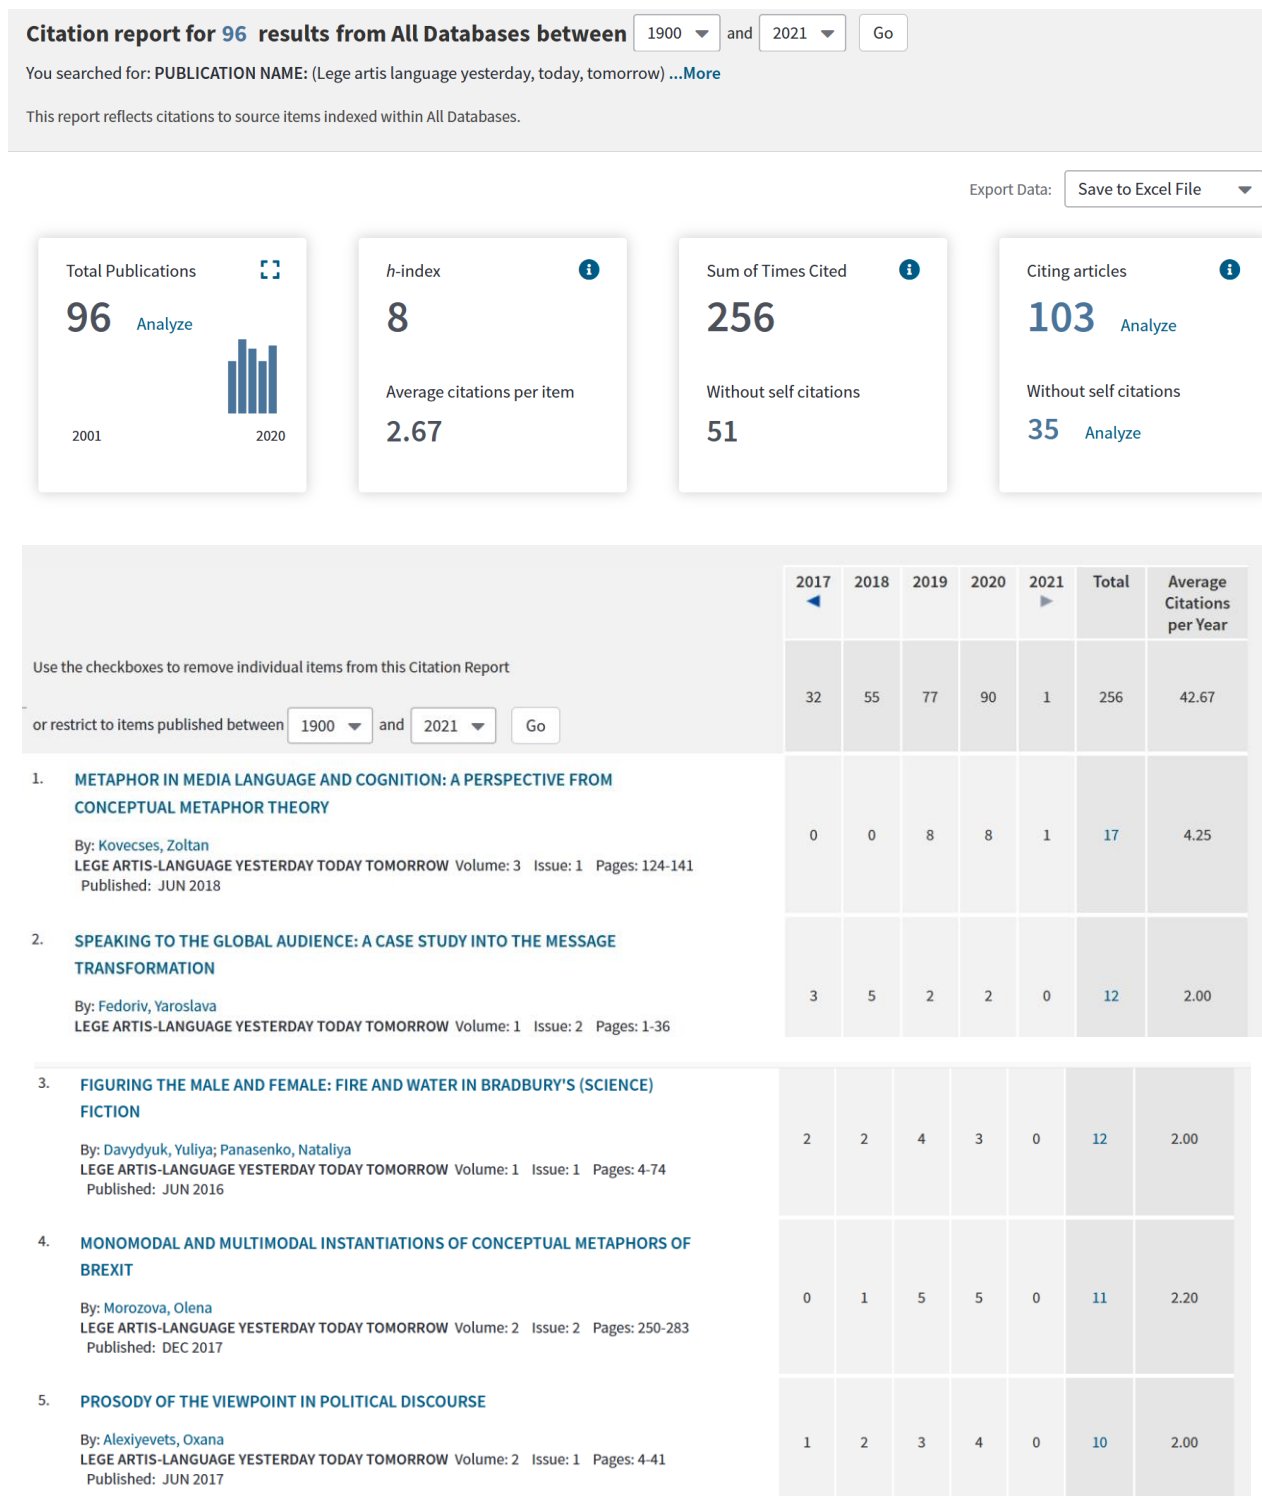 Citation report for 96 results from All Databases between 1900 and 2021 Go
You searched for: PUBLICATION NAME: (Lege artis language yesterday, today, tomorrow) ...More
This report reflects citations to source items indexed within All Databases.
Export Data: Save to Excel File
Total Publications
96 Analyze
2001 2020
h-index
8
Average citations per item
2.67
Sum of Times Cited
256
Without self citations
51
Citing articles
103 Analyze
Without self citations
35 Analyze
2017 2018 2019 2020 2021 Total Average
Citations
per Year
Use the checkboxes to remove individual items from this Citation Report
32 55 77 90 1 256 42.67
or restrict to items published between 1900 and 2021 Go
1. METAPHOR IN MEDIA LANGUAGE AND COGNITION: A PERSPECTIVE FROM
CONCEPTUAL METAPHOR THEORY
By: Kovecses, Zoltan
LEGE ARTIS-LANGUAGE YESTERDAY TODAY TOMORROW Volume: 3 Issue: 1 Pages: 124-141
Published: JUN 2018
0 0 8 8 1 17 4.25
2. SPEAKING TO THE GLOBAL AUDIENCE: A CASE STUDY INTO THE MESSAGE
TRANSFORMATION
By: Fedoriv, Yaroslava
LEGE ARTIS-LANGUAGE YESTERDAY TODAY TOMORROW Volume: 1 Issue: 2 Pages: 1-36
3 5 2 2 0 12 2.00
3. FIGURING THE MALE AND FEMALE: FIRE AND WATER IN BRADBURY'S (SCIENCE)
FICTION
By: Davydyuk, Yuliya; Panasenko, Nataliya
LEGE ARTIS-LANGUAGE YESTERDAY TODAY TOMORROW Volume: 1 Issue: 1 Pages: 4-74
Published: JUN 2016
2 2 4 3 0 12 2.00
4. MONOMODAL AND MULTIMODAL INSTANTIATIONS OF CONCEPTUAL METAPHORS OF
BREXIT
By: Morozova, Olena
LEGE ARTIS-LANGUAGE YESTERDAY TODAY TOMORROW Volume: 2 Issue: 2 Pages: 250-283
Published: DEC 2017
0 1 5 5 0 11 2.20
5. PROSODY OF THE VIEWPOINT IN POLITICAL DISCOURSE
By: Alexiyevets, Oxana
LEGE ARTIS-LANGUAGE YESTERDAY TODAY TOMORROW Volume: 2 Issue: 1 Pages: 4-41
Published: JUN 2017
1 2 3 4 0 10 2.00